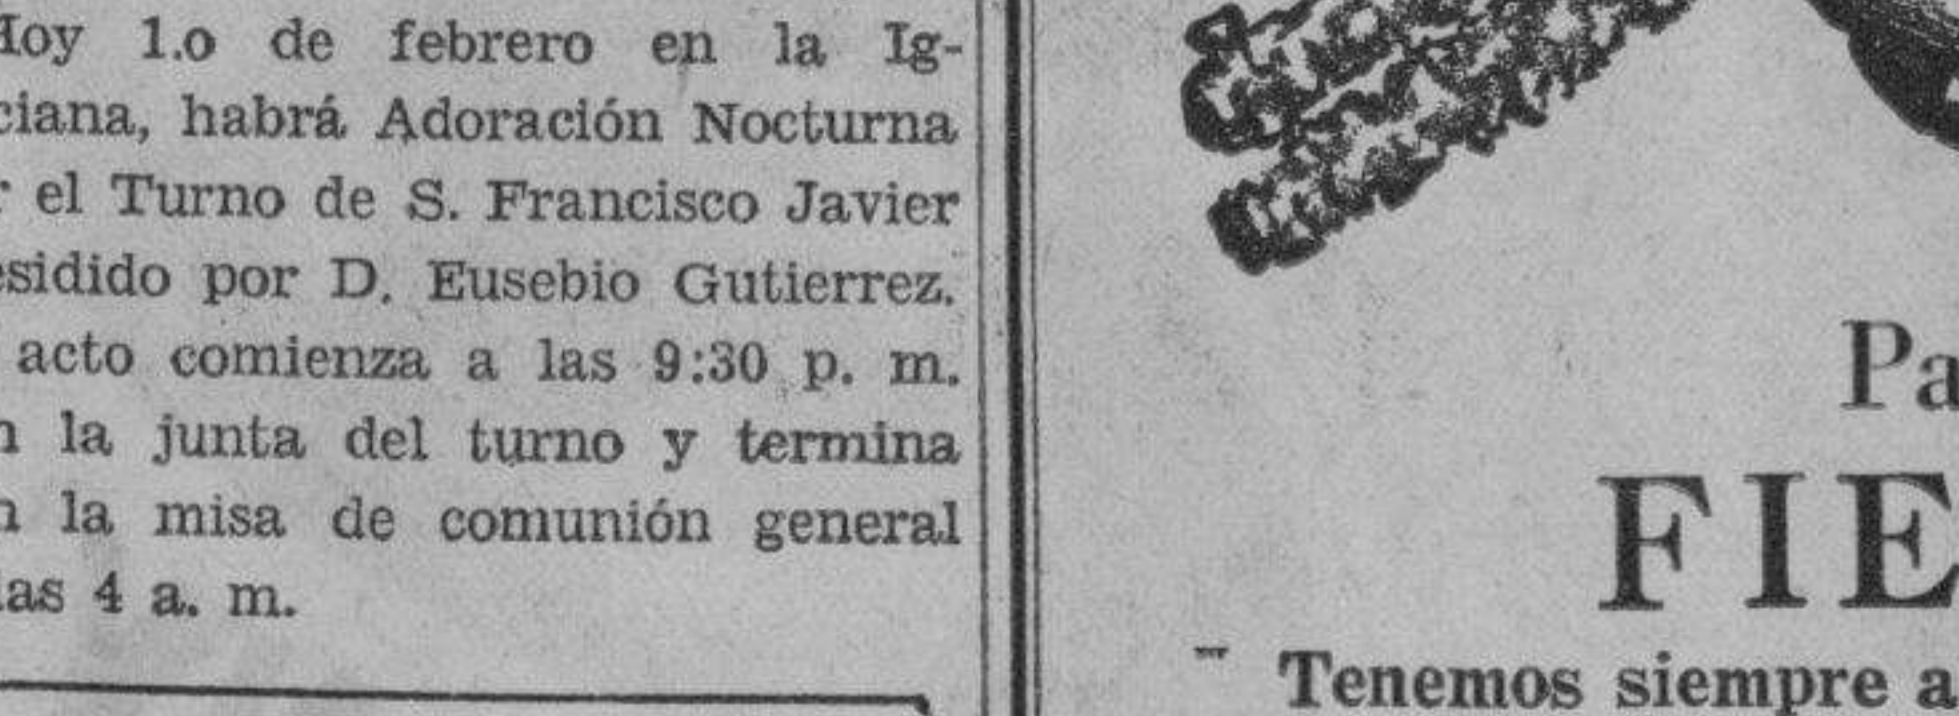 Hoy 1.o de febrero en la Ig-
ciana, habrá Adoración Nocturna
el Turno de S. Francisco Javier
esidido por D. Eusebio Gutierrez.
acto comienza a las 9:30 p. m.
la junta del turno y termina
la misa de comunión general
las 4 a. m.
Pa
FIE
Tenemos siempre a